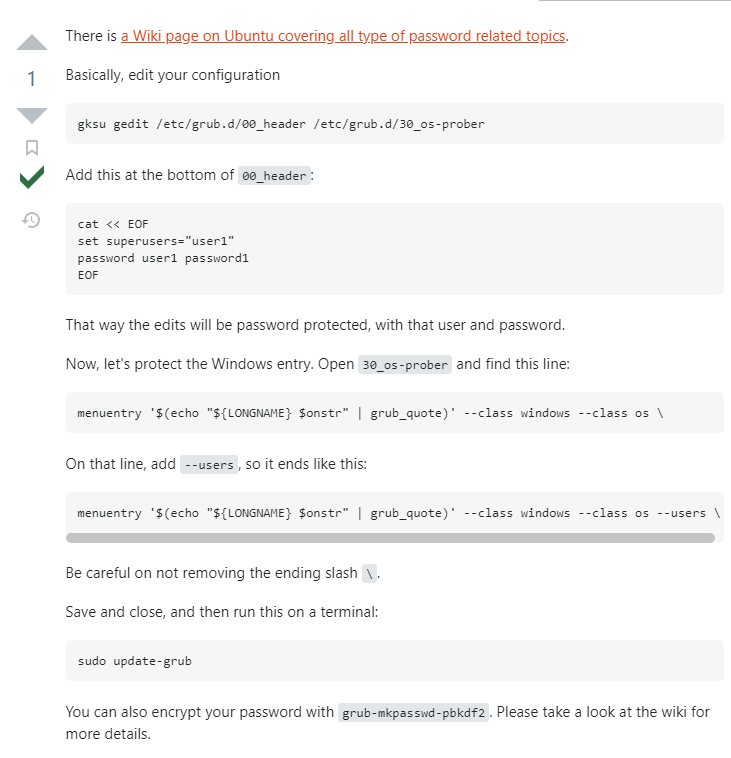 There is a Wiki page on Ubuntu covering all type of password related topics.
1
Basically, edit your configuration
gksu gedit /etc/grub.d/00_header /etc/grub.d/30_os-prober
Add this at the bottom of 00_header:
cat << EOF
set superusers="user1"
password user1 password1
EOF
That way the edits will be password protected, with that user and password.
Now, let's protect the Windows entry. Open 30_os-prober and find this line:
menuentry '$(echo "${LONGNAME} $onstr" | grub_quote)' --class windows --class os \
On that line, add --users, so it ends like this:
menuentry '$(echo "${LONGNAME} $onstr" | grub_quote)' --class windows --class os --users \
Be careful on not removing the ending slash \.
Save and close, and then run this on a terminal:
sudo update-grub
You can also encrypt your password with grub-mkpasswd-pbkdf2. Please take a look at the wiki for
more details.